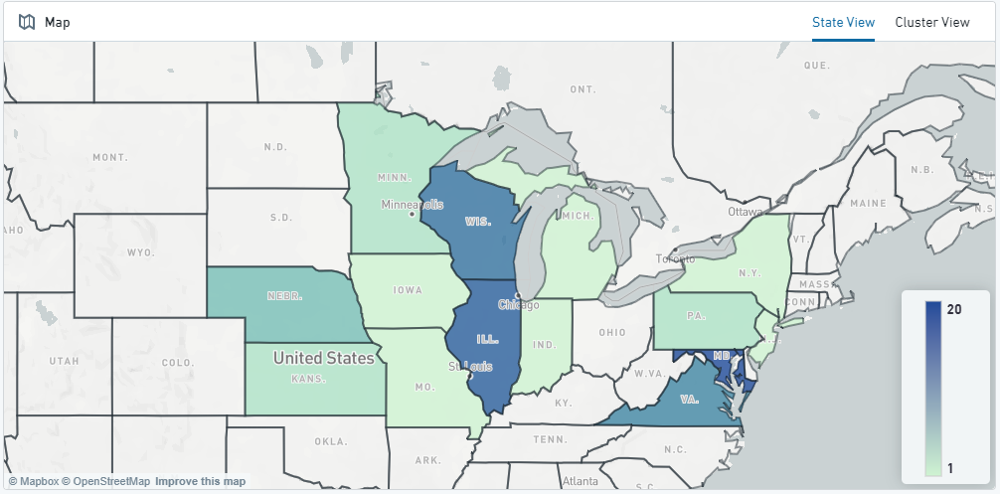 Map
State View
Cluster View
QUE.
ONT.
MONT.
N.D.
N.B.
MINN.
Minneapolis
MAINE
S.D.
WIS.
MICH.
Ottawa
WYO.
VT.
Toronto
N.Y.
NEBR.
IOWA
MASS.
CONN.
Chicago
20
PA.
OHIO
ILL.
IND.
United States
UTAH
COLO.
KANS.
St. Louis
MD.
MO.
W.VA.
VA.
KY.
OKLA.
TENN.
N.C.
ARK.
1
Atlanta
S.C.
© Mapbox © OpenStreetMap Improve this map